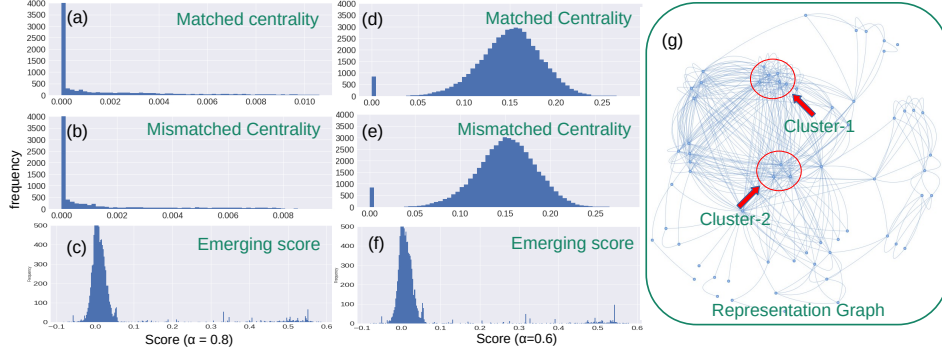 (a) Matched centrality
4000
3500
3000
2500
2000
1500
1000
500
0
0.000 0.002 0.004 0.006 0.008 0.010
(b) Mismatched Centrality
4000
3500
3000
2500
2000
1500
1000
500
0
0.000 0.002 0.004 0.006 0.008
frequency
(c) Emerging score
500
400
300
200
100
0
Frequency
−0.1 0.0 0.1 0.2 0.3 0.4 0.5 0.6
Score (α = 0.8)
(d) Matched Centrality
4000
3500
3000
2500
2000
1500
1000
500
0
0.00 0.05 0.10 0.15 0.20 0.25
(e) Mismatched Centrality
4000
3500
3000
2500
2000
1500
1000
500
0
0.00 0.05 0.10 0.15 0.20 0.25
(f) Emerging score
500
400
300
200
100
0
Frequency
−0.1 0.0 0.1 0.2 0.3 0.4 0.5 0.6
Score (α=0.6)
(g)
Cluster-1
Cluster-2
Representation Graph